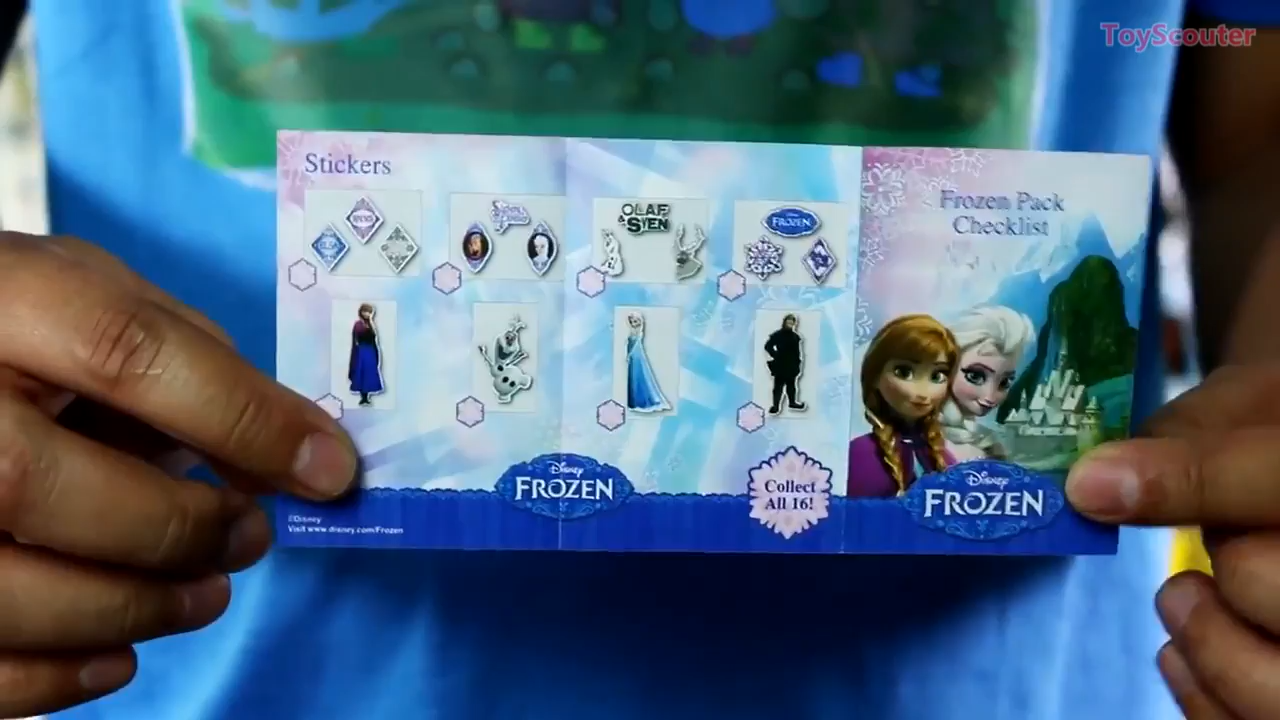 ToyScouter
Stickers
Frozen Pack
Checklist
OLAF
& SVEN
Disney
FROZEN
Collect
All 16!
Disney
FROZEN
Disney
FROZEN
©Disney
Visit www.disney.com/Frozen